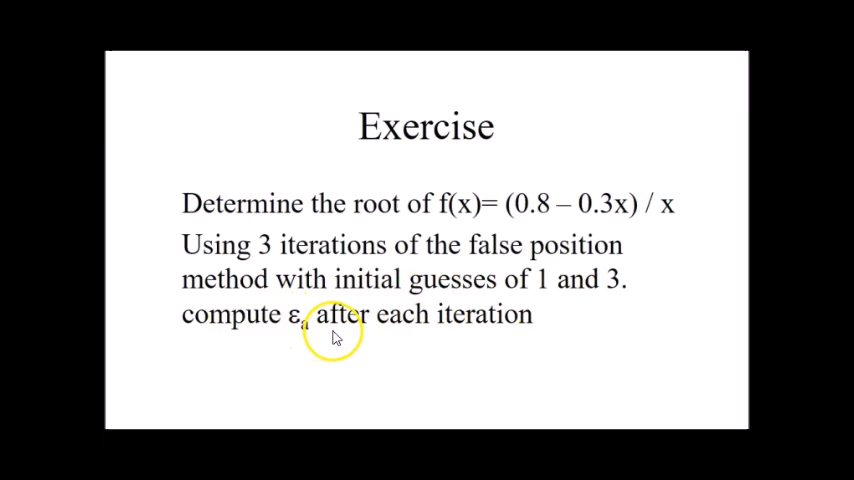 Exercise
Determine the root of f(x)= (0.8 – 0.3x) / x
Using 3 iterations of the false position
method with initial guesses of 1 and 3.
compute εa after each iteration